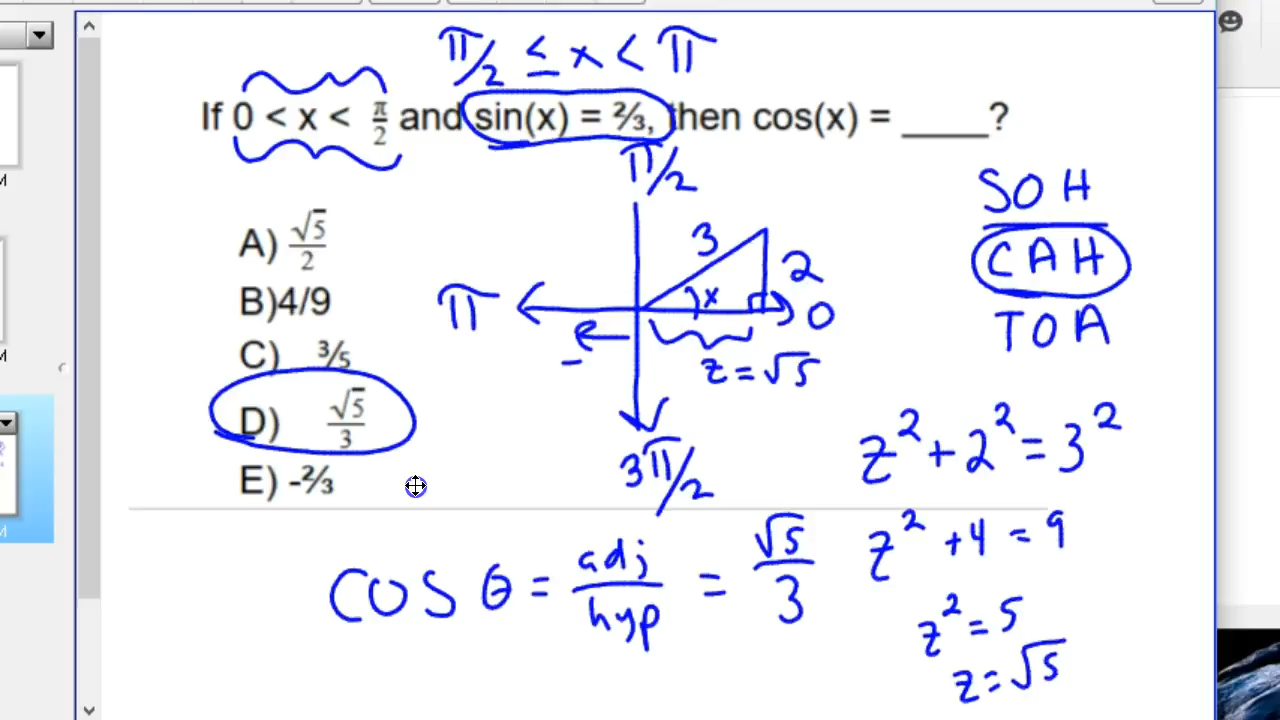 π/2 ≤ x < π
If 0 < x < π/2 and sin(x) = ⅔, then cos(x) = _____?
π/2
SOH
CAH
TOA
A) √5/2
B)4/9
C) ⅗
D) √5/3
E) -⅔
3
2
x
π
0
-
z = √5
3π/2
z² + 2² = 3²
z² + 4 = 9
z² = 5
z = √5
COS θ = adj/hyp = √5/3
M
M
M